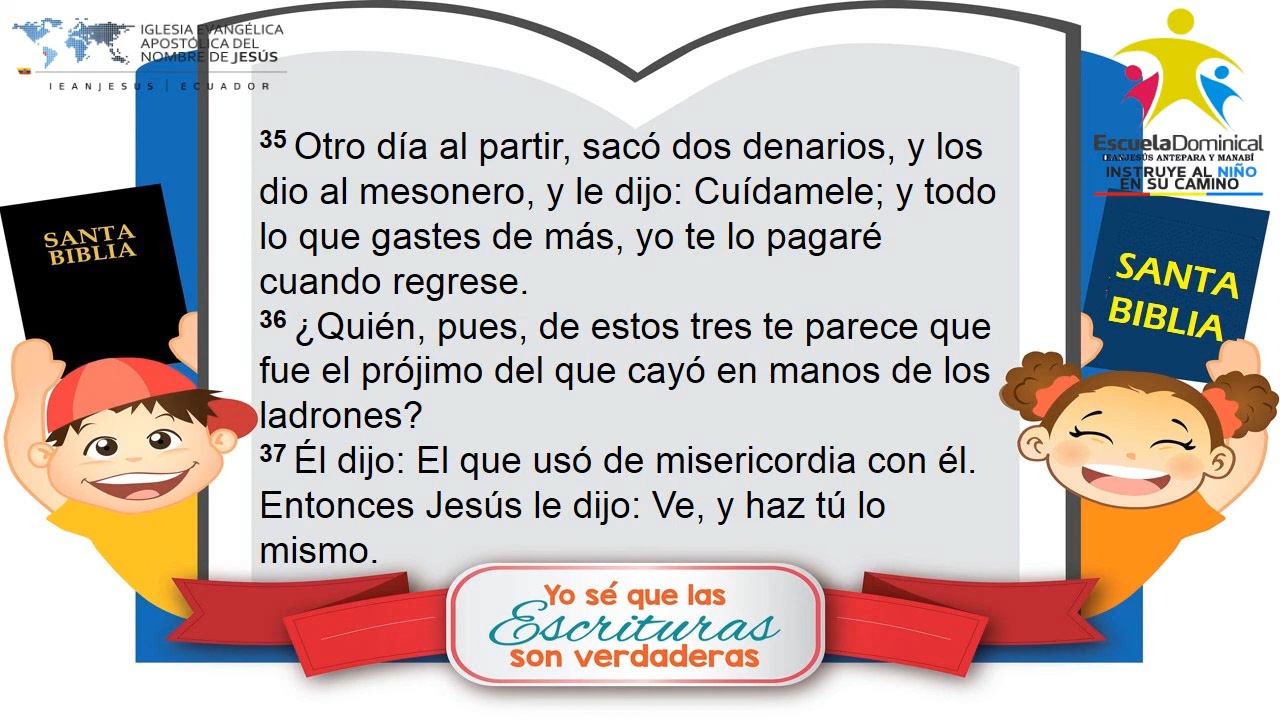 IGLESIA EVANGÉLICA
APOSTÓLICA DEL
NOMBRE DE JESÚS
IEANJESUS | ECUADOR
EscuelaDominical
IEANJESÚS ANTEPARA Y MANABÍ
INSTRUYE AL NIÑO
EN SU CAMINO
SANTA
BIBLIA
SANTA
BIBLIA
35 Otro día al partir, sacó dos denarios, y los
dio al mesonero, y le dijo: Cuídamele; y todo
lo que gastes de más, yo te lo pagaré
cuando regrese.
36 ¿Quién, pues, de estos tres te parece que
fue el prójimo del que cayó en manos de los
ladrones?
37 Él dijo: El que usó de misericordia con él.
Entonces Jesús le dijo: Ve, y haz tú lo
mismo.
Yo sé que las
Escrituras
son verdaderas